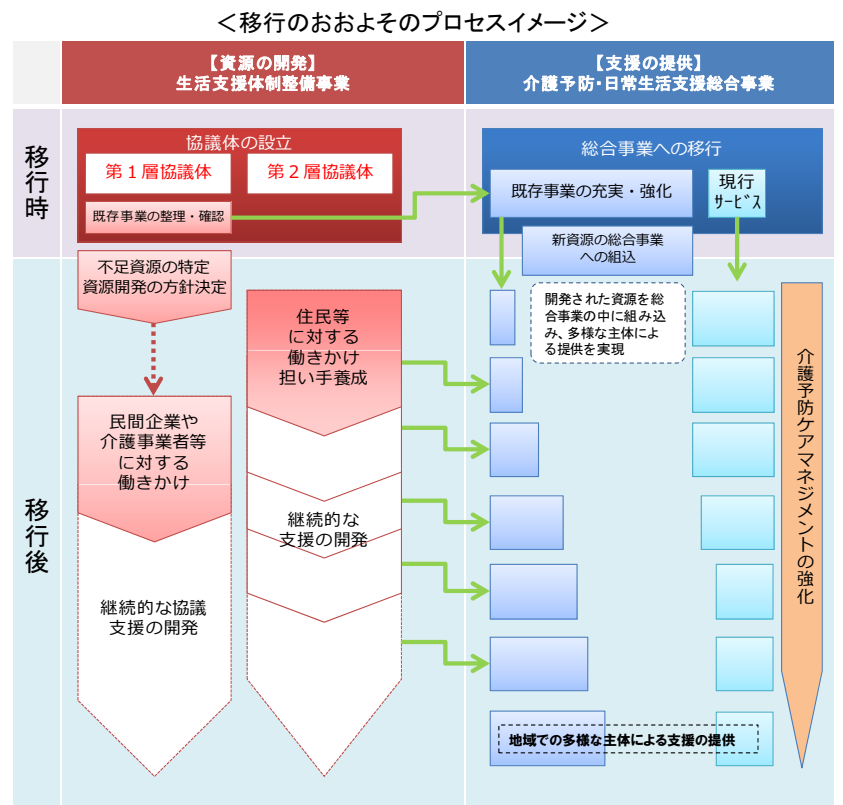 ＜移行のおおよそのプロセスイメージ＞
【資源の開発】
生活支援体制整備事業
【支援の提供】
介護予防・日常生活支援総合事業
移行時
協議体の設立
第１層協議体
第２層協議体
既存事業の整理・確認
総合事業への移行
既存事業の充実・強化
現行
ｻｰﾋﾞｽ
新資源の総合事業
への組込
移行後
不足資源の特定
資源開発の方針決定
民間企業や
介護事業者等
に対する
働きかけ
継続的な協議
支援の開発
住民等
に対する
働きかけ
担い手養成
継続的な
支援の開発
開発された資源を総
合事業の中に組み込
み、多様な主体によ
る提供を実現
介護予防ケアマネジメントの強化
地域での多様な主体による支援の提供